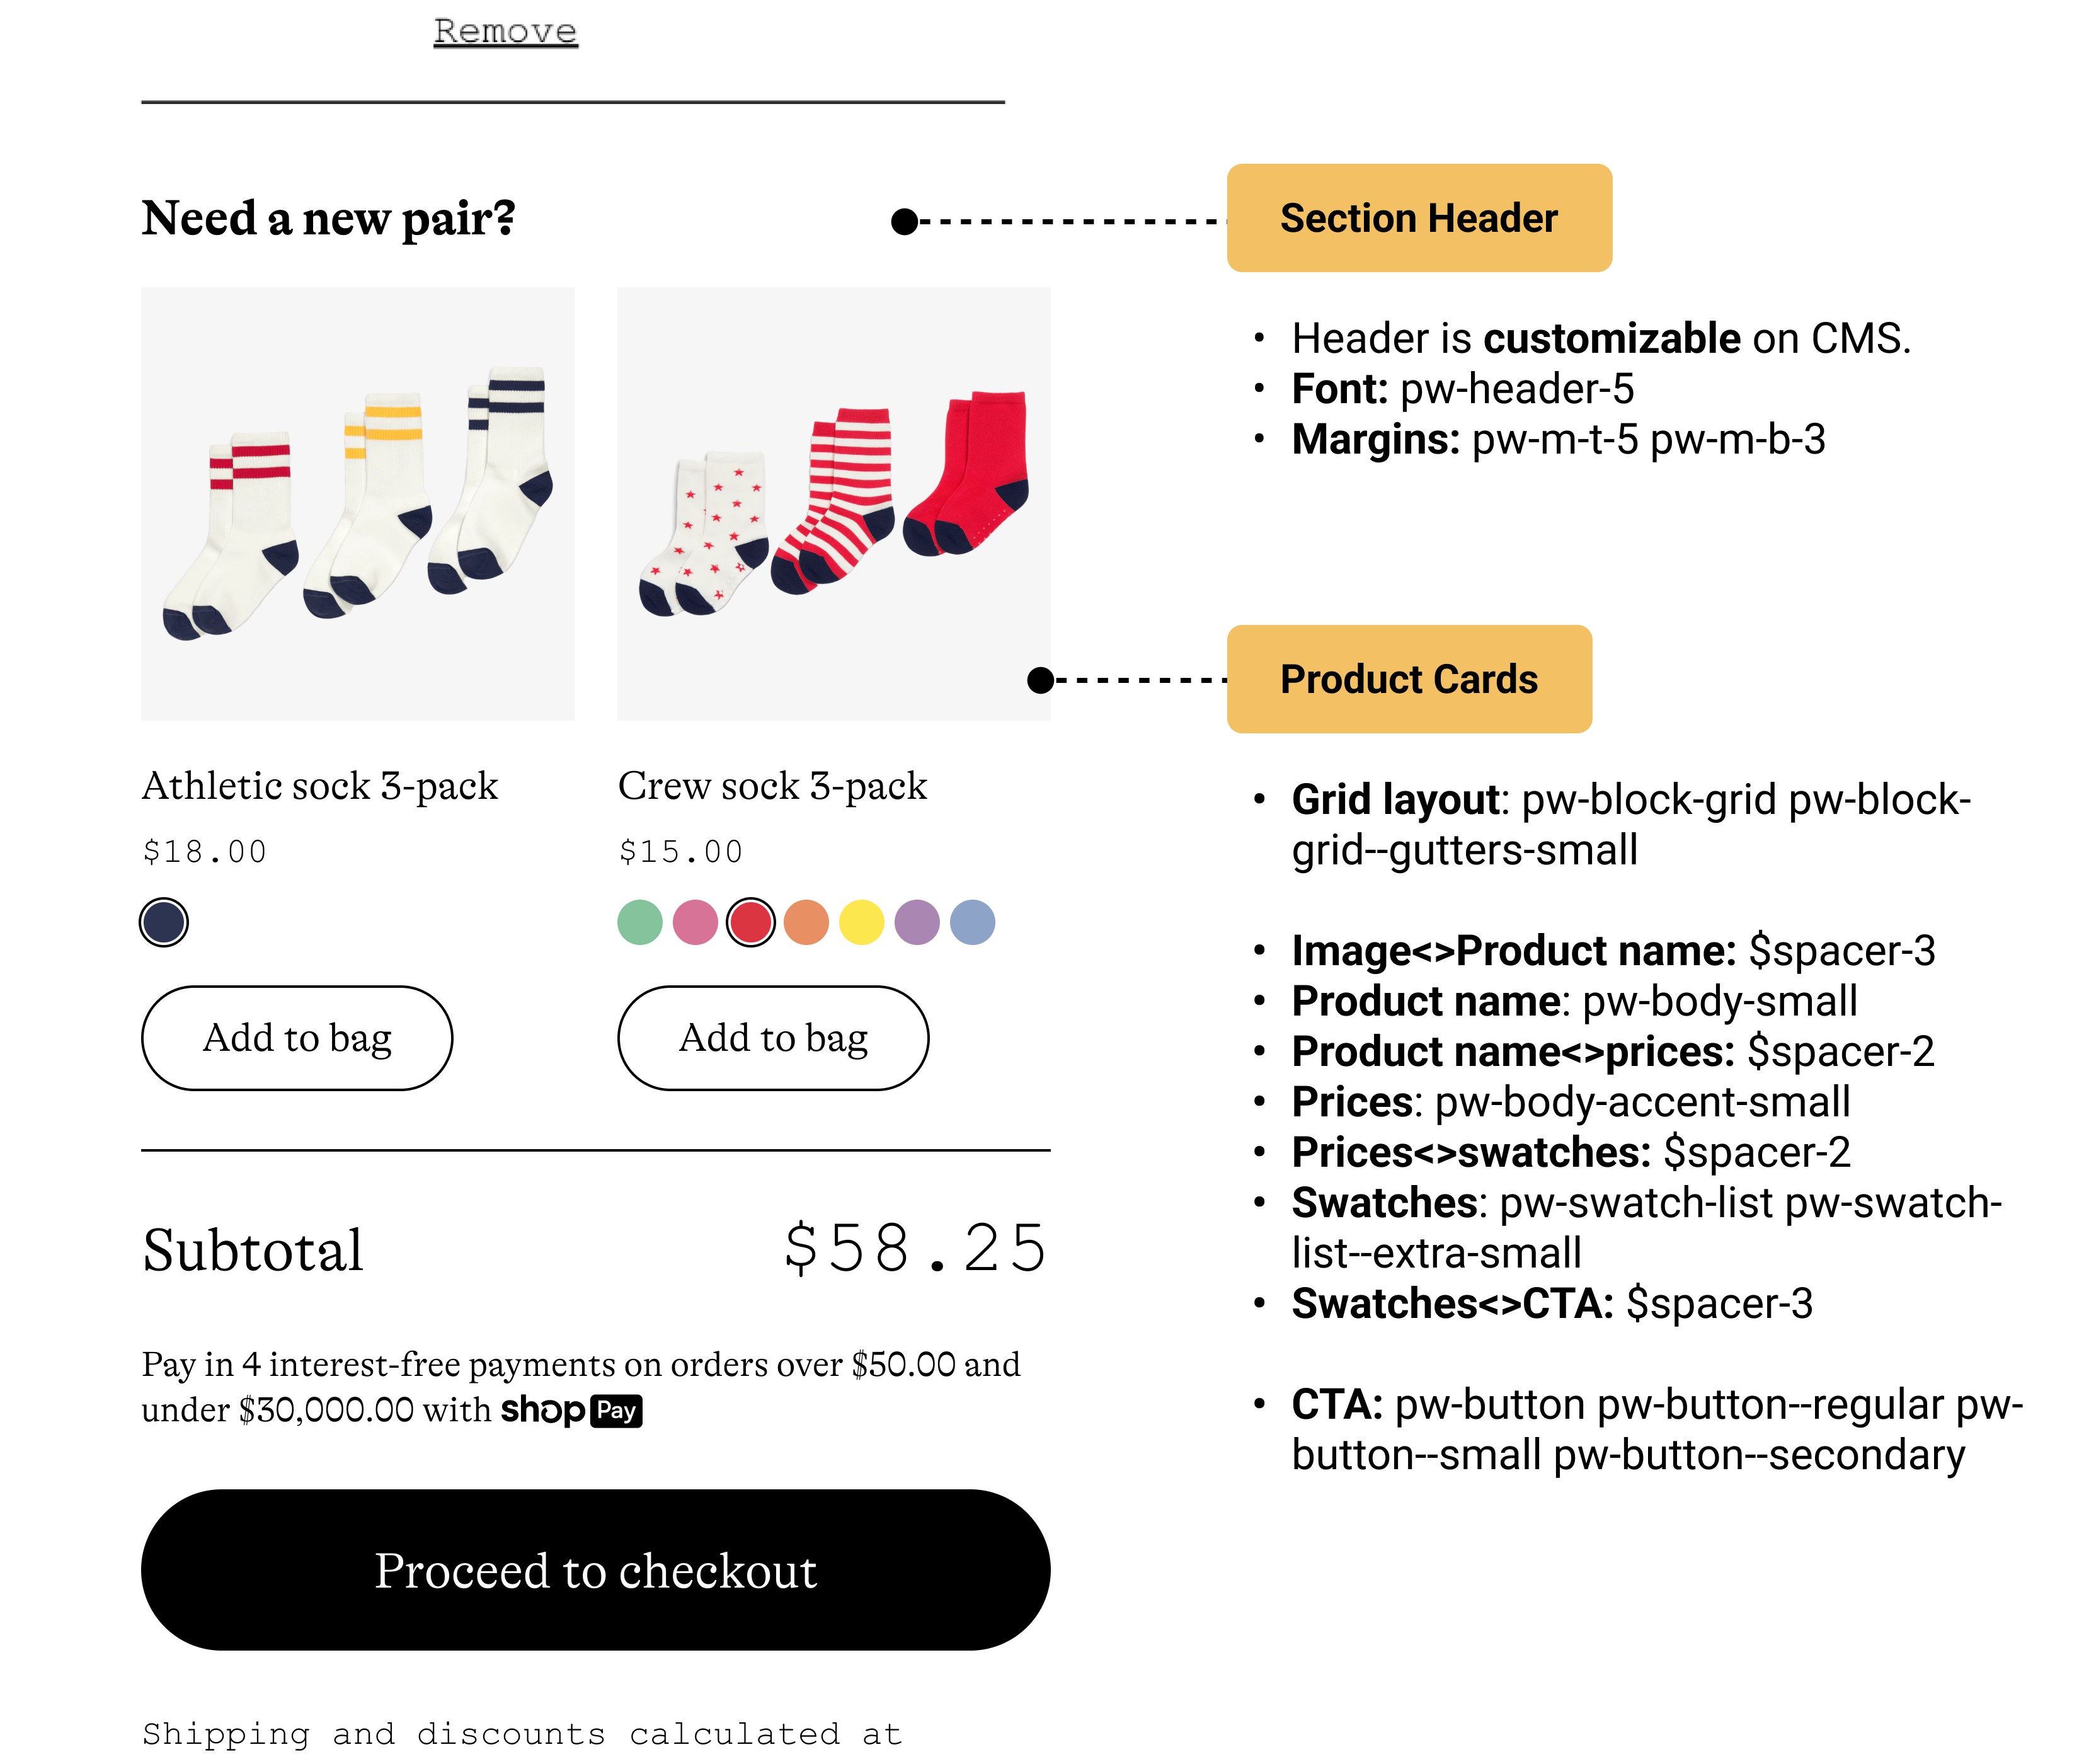 Remove
Need a new pair?
Athletic sock 3-pack
$18.00
Add to bag
Crew sock 3-pack
$15.00
Add to bag
Subtotal
$58.25
Pay in 4 interest-free payments on orders over $50.00 and
under $30,000.00 with shop Pay
Proceed to checkout
Shipping and discounts calculated at
Section Header
• Header is customizable on CMS.
• Font: pw-header-5
• Margins: pw-m-t-5 pw-m-b-3
Product Cards
• Grid layout: pw-block-grid pw-block-
grid--gutters-small
• Image<>Product name: $spacer-3
• Product name: pw-body-small
• Product name<>prices: $spacer-2
• Prices: pw-body-accent-small
• Prices<>swatches: $spacer-2
• Swatches: pw-swatch-list pw-swatch-
list--extra-small
• Swatches<>CTA: $spacer-3
• CTA: pw-button pw-button--regular pw-
button--small pw-button--secondary